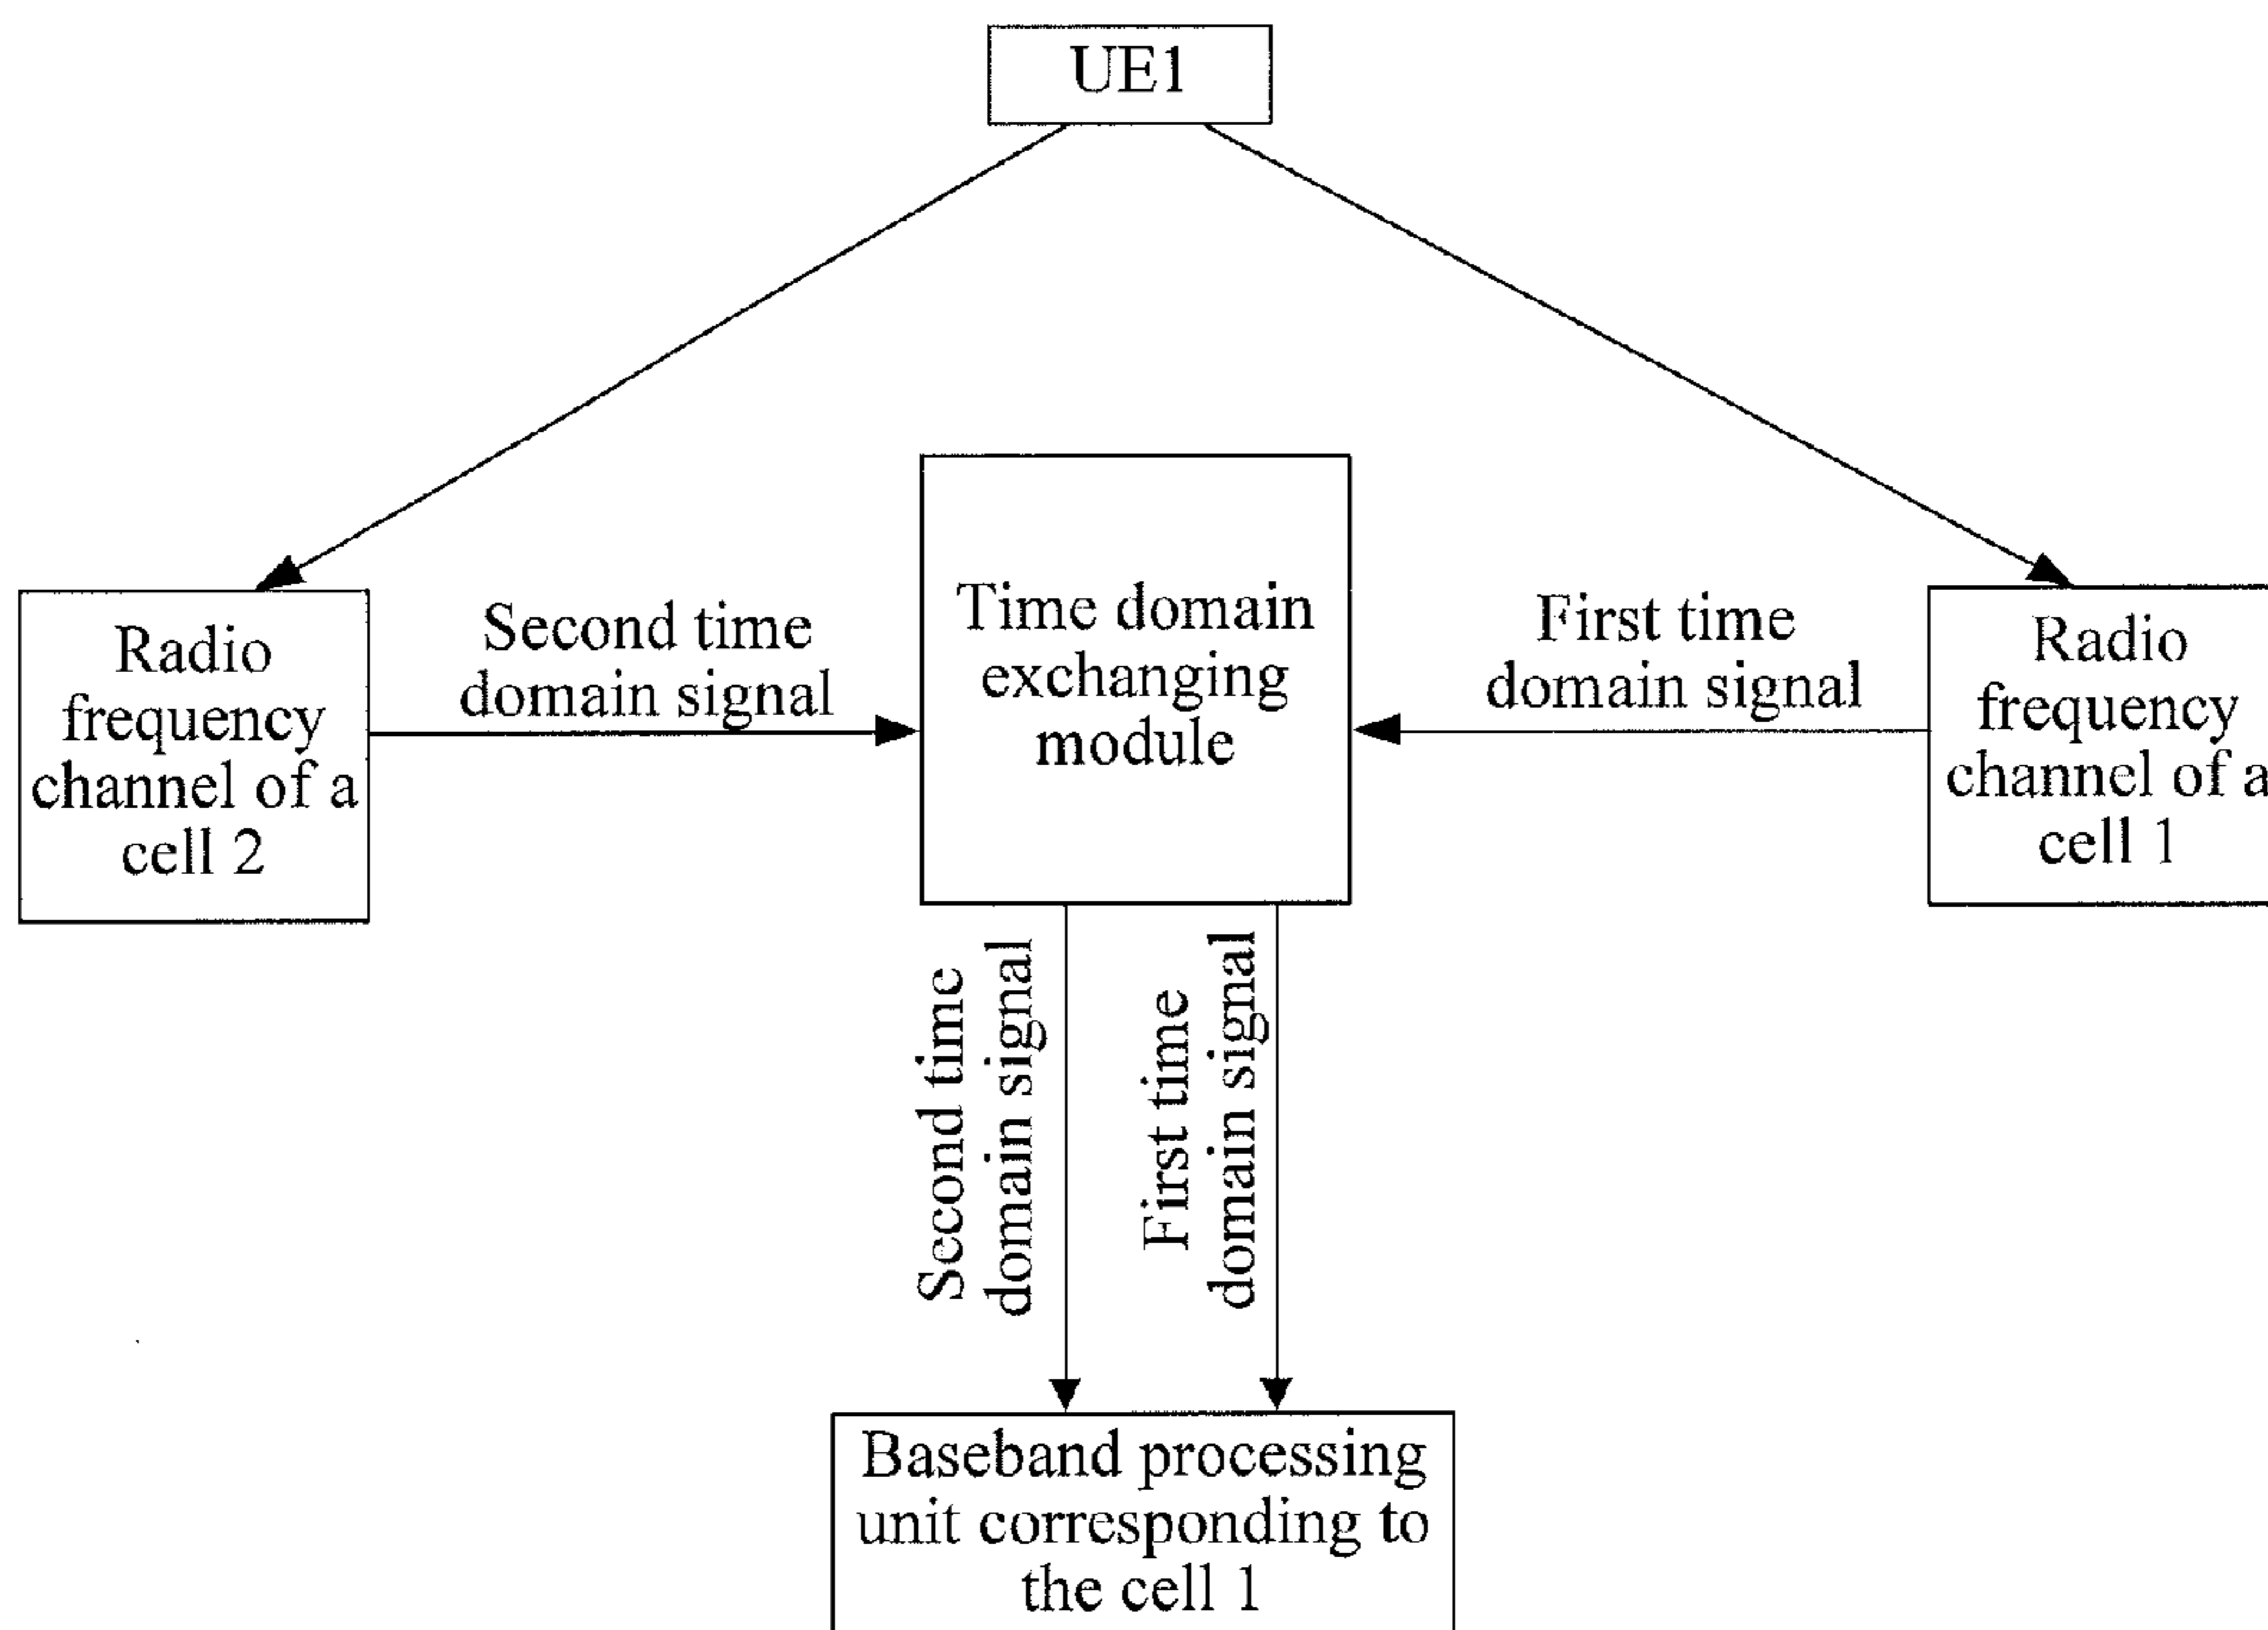 UE1
Radio
frequency
channel of a
cell 2
Second time
domain signal
Time domain
exchanging
module
First time
domain signal
Radio
frequency
channel of a
cell 1
Second time
domain signal
First time
domain signal
Baseband processing
unit corresponding to
the cell 1